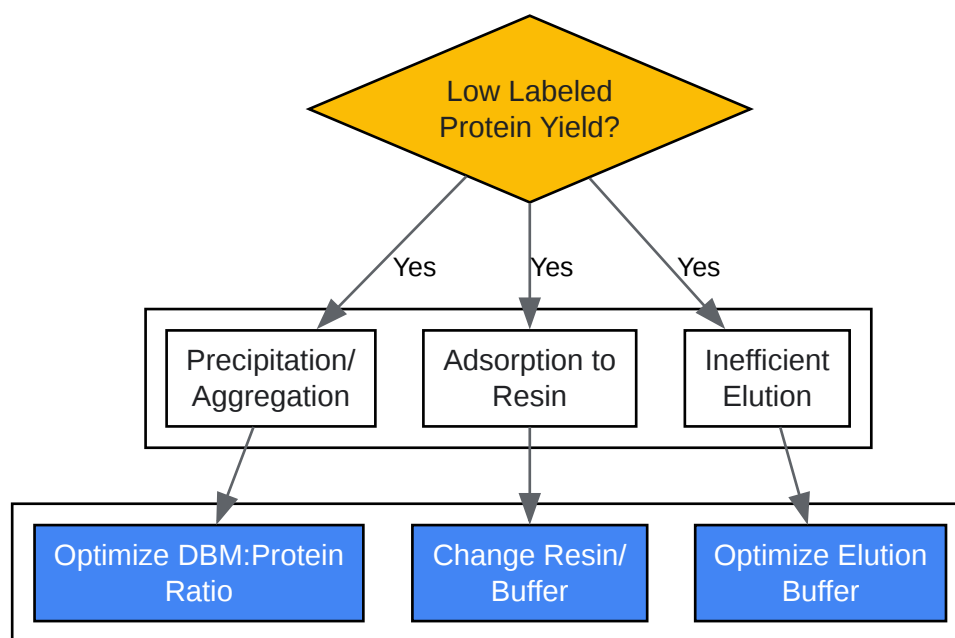 Low Labeled
Protein Yield?
Yes
Yes
Yes
Precipitation/
Aggregation
Adsorption to
Resin
Inefficient
Elution
Optimize DBM:Protein
Ratio
Change Resin/
Buffer
Optimize Elution
Buffer